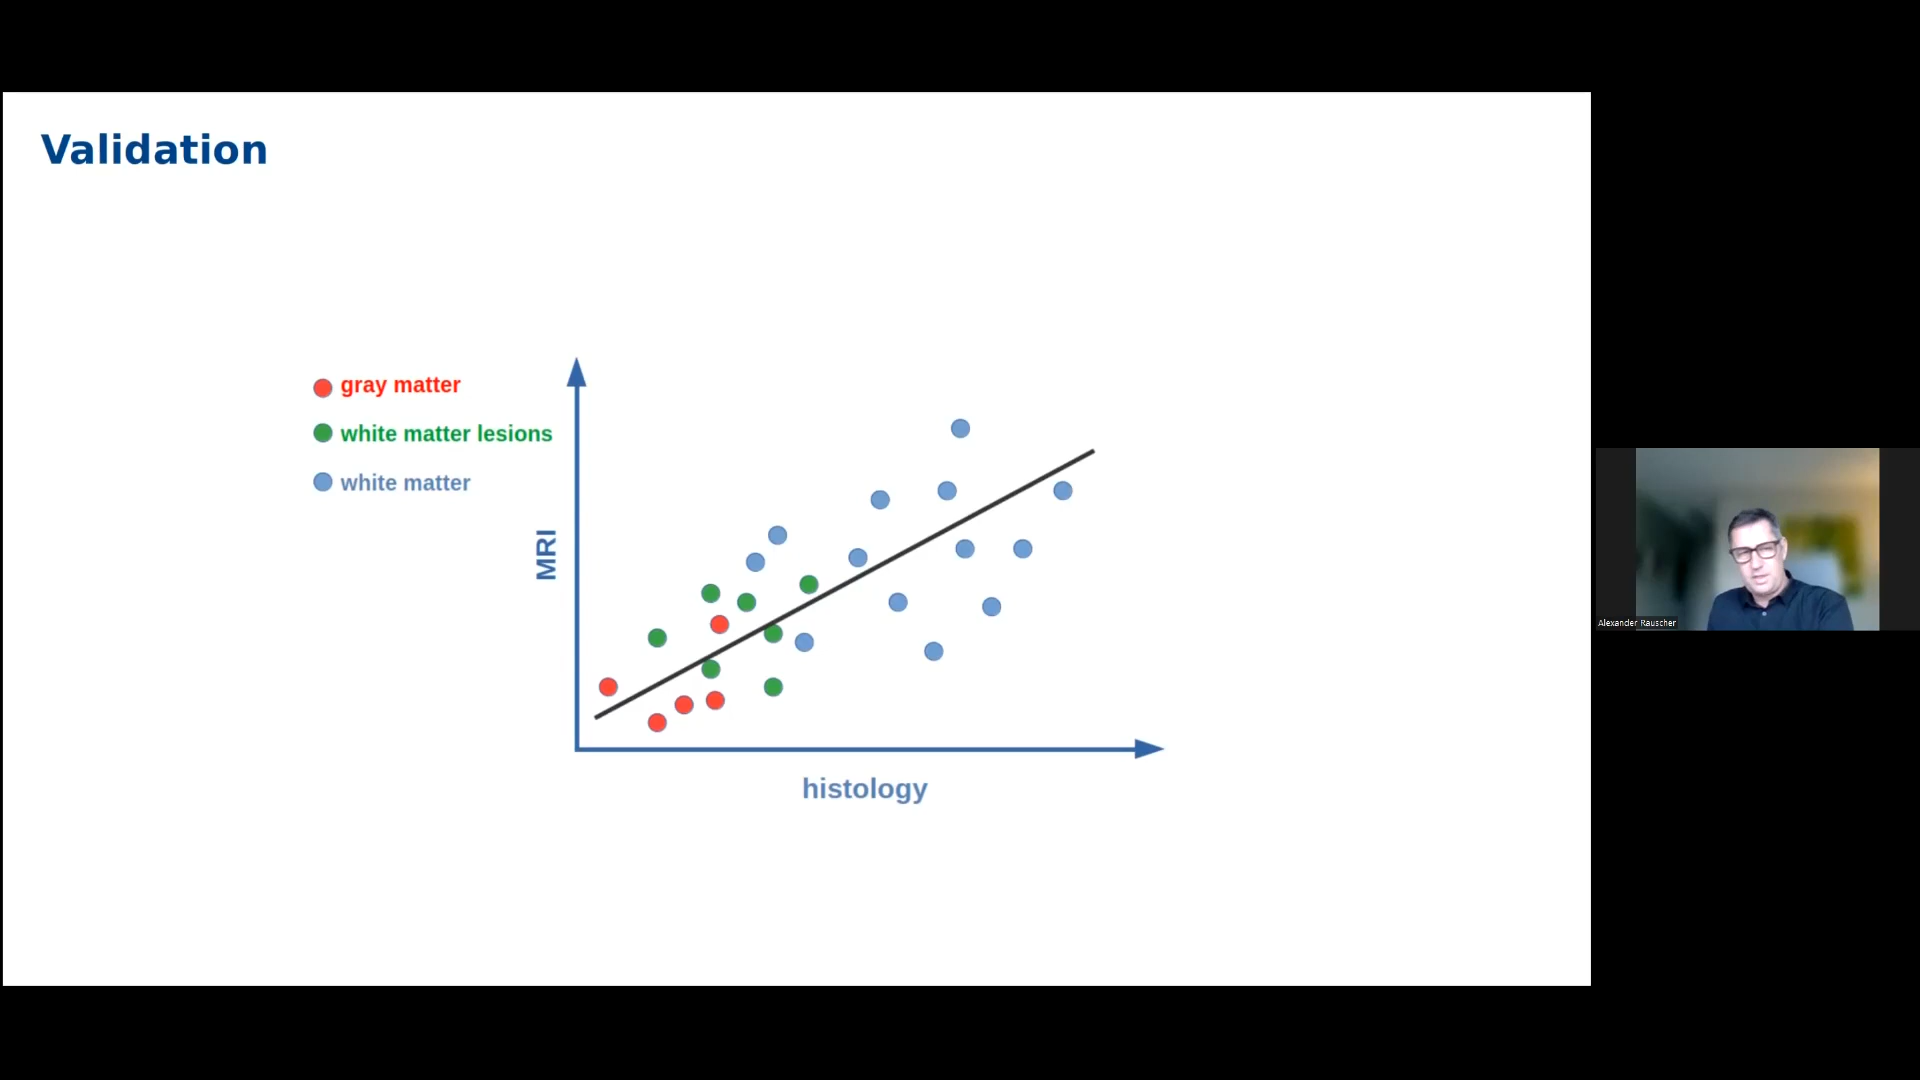 Validation
gray matter
white matter lesions
white matter
MRI
histology
Alexander Rauscher